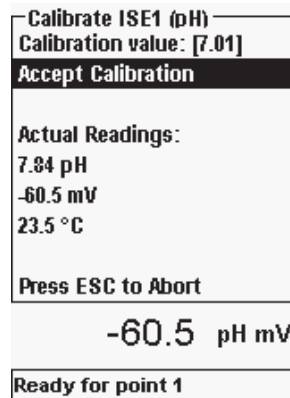 Calibrate ISE1 (pH)
Calibration value: [7.01]
Accept Calibration
Actual Readings:
7.84 pH
-60.5 mV
23.5 °C
Press ESC to Abort
-60.5 pH mV
Ready for point 1